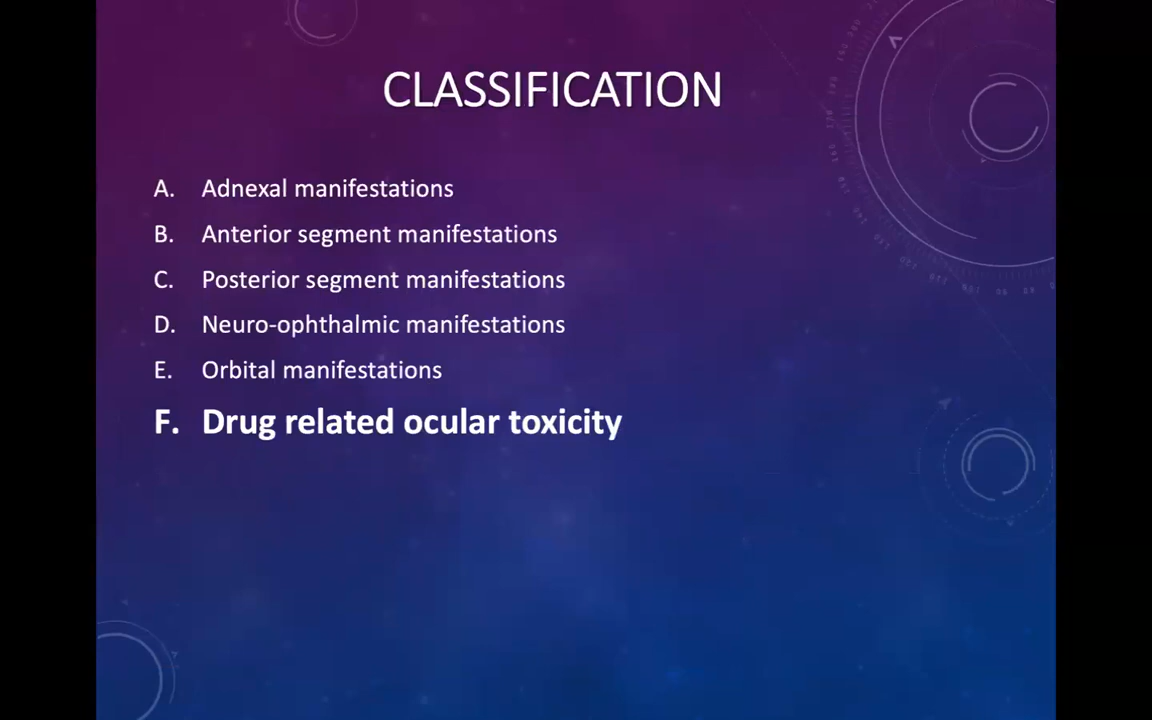 CLASSIFICATION
A. Adnexal manifestations
B. Anterior segment manifestations
C. Posterior segment manifestations
D. Neuro-ophthalmic manifestations
E. Orbital manifestations
F. Drug related ocular toxicity